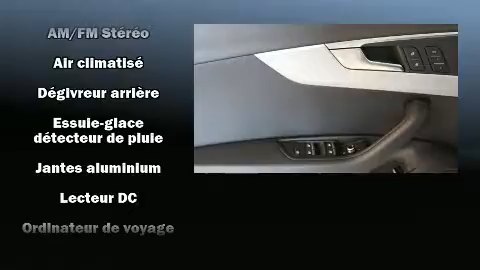 AM/FM Stéréo
Air climatisé
Dégivreur arrière
Essuie-glace
détecteur de pluie
Jantes aluminium
Lecteur DC
Ordinateur de voyage